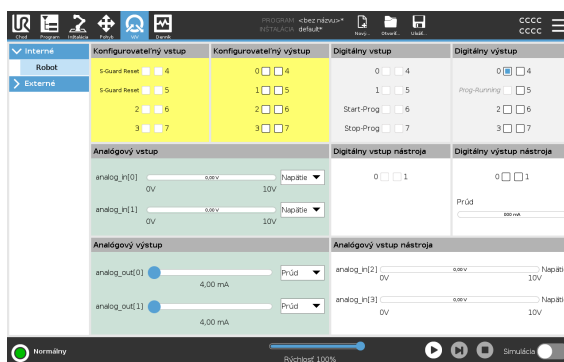 PROGRAM <bez názvu>*
INŠTALÁCIA default*
Chod Program Inštalácia Pohyb V/V Denník
Nový... Otvoriť... Uložiť...
CCCC
CCCC
Interné
Robot
Externé
Konfigurovateľný vstup
S-Guard Reset 4
S-Guard Reset 5
2 6
3 7
Konfigurovateľný výstup
0 4
1 5
2 6
3 7
Digitálny vstup
0 4
1 5
Start-Prog 6
Stop-Prog 7
Digitálny výstup
0 4
Prog-Running 5
2 6
3 7
Analógový vstup
analog_in[0] 0,00 V Napätie
0V 10V
analog_in[1] 0,00 V Napätie
0V 10V
Digitálny vstup nástroja
0 1
Digitálny výstup nástroja
0 1
Prúd
000 mA
Analógový výstup
analog_out[0] Prúd
4,00 mA
analog_out[1] Prúd
4,00 mA
Analógový vstup nástroja
analog_in[2] 0,00 V Napäti
0V 10V
analog_in[3] 0,00 V Napäti
0V 10V
Normálny
Rýchlosť 100%
Simulácia